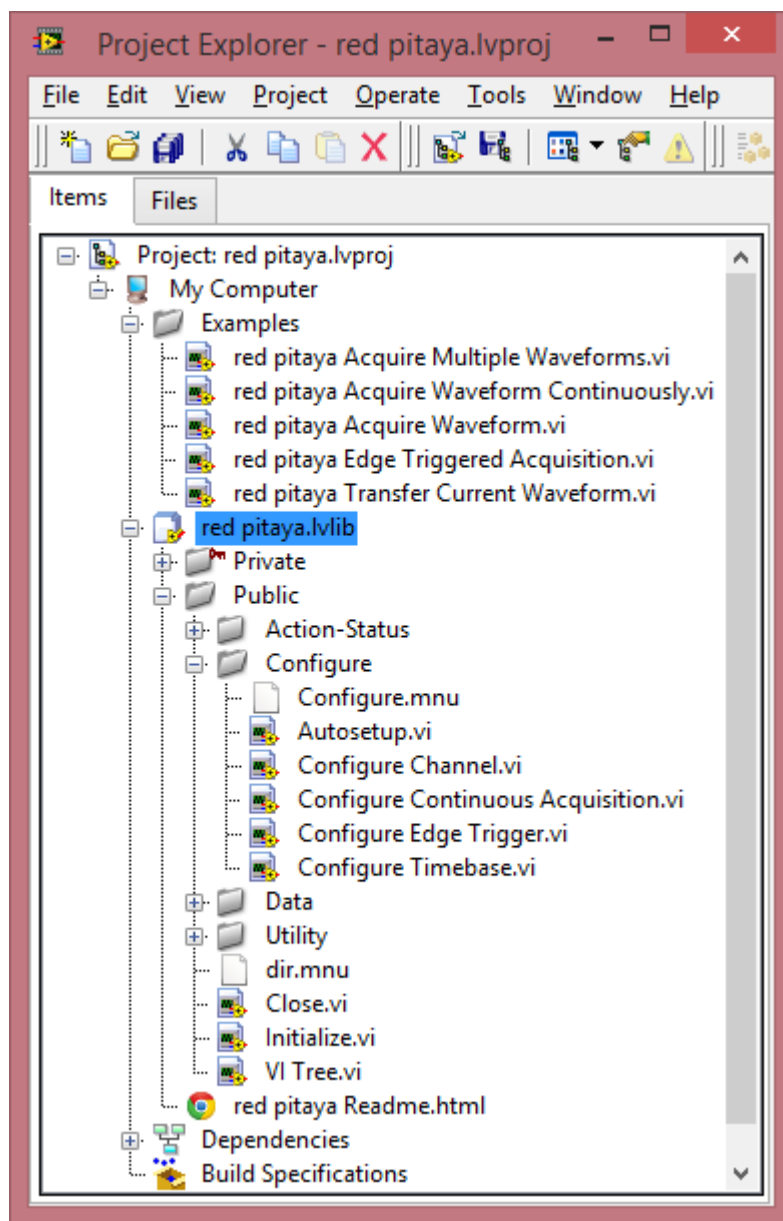 Project Explorer - red pitaya.lvproj
File Edit View Project Operate Tools Window Help
Items Files
Project: red pitaya.lvproj
My Computer
Examples
red pitaya Acquire Multiple Waveforms.vi
red pitaya Acquire Waveform Continuously.vi
red pitaya Acquire Waveform.vi
red pitaya Edge Triggered Acquisition.vi
red pitaya Transfer Current Waveform.vi
red pitaya.lvlib
Private
Public
Action-Status
Configure
Configure.mnu
Autosetup.vi
Configure Channel.vi
Configure Continuous Acquisition.vi
Configure Edge Trigger.vi
Configure Timebase.vi
Data
Utility
dir.mnu
Close.vi
Initialize.vi
VI Tree.vi
red pitaya Readme.html
Dependencies
Build Specifications